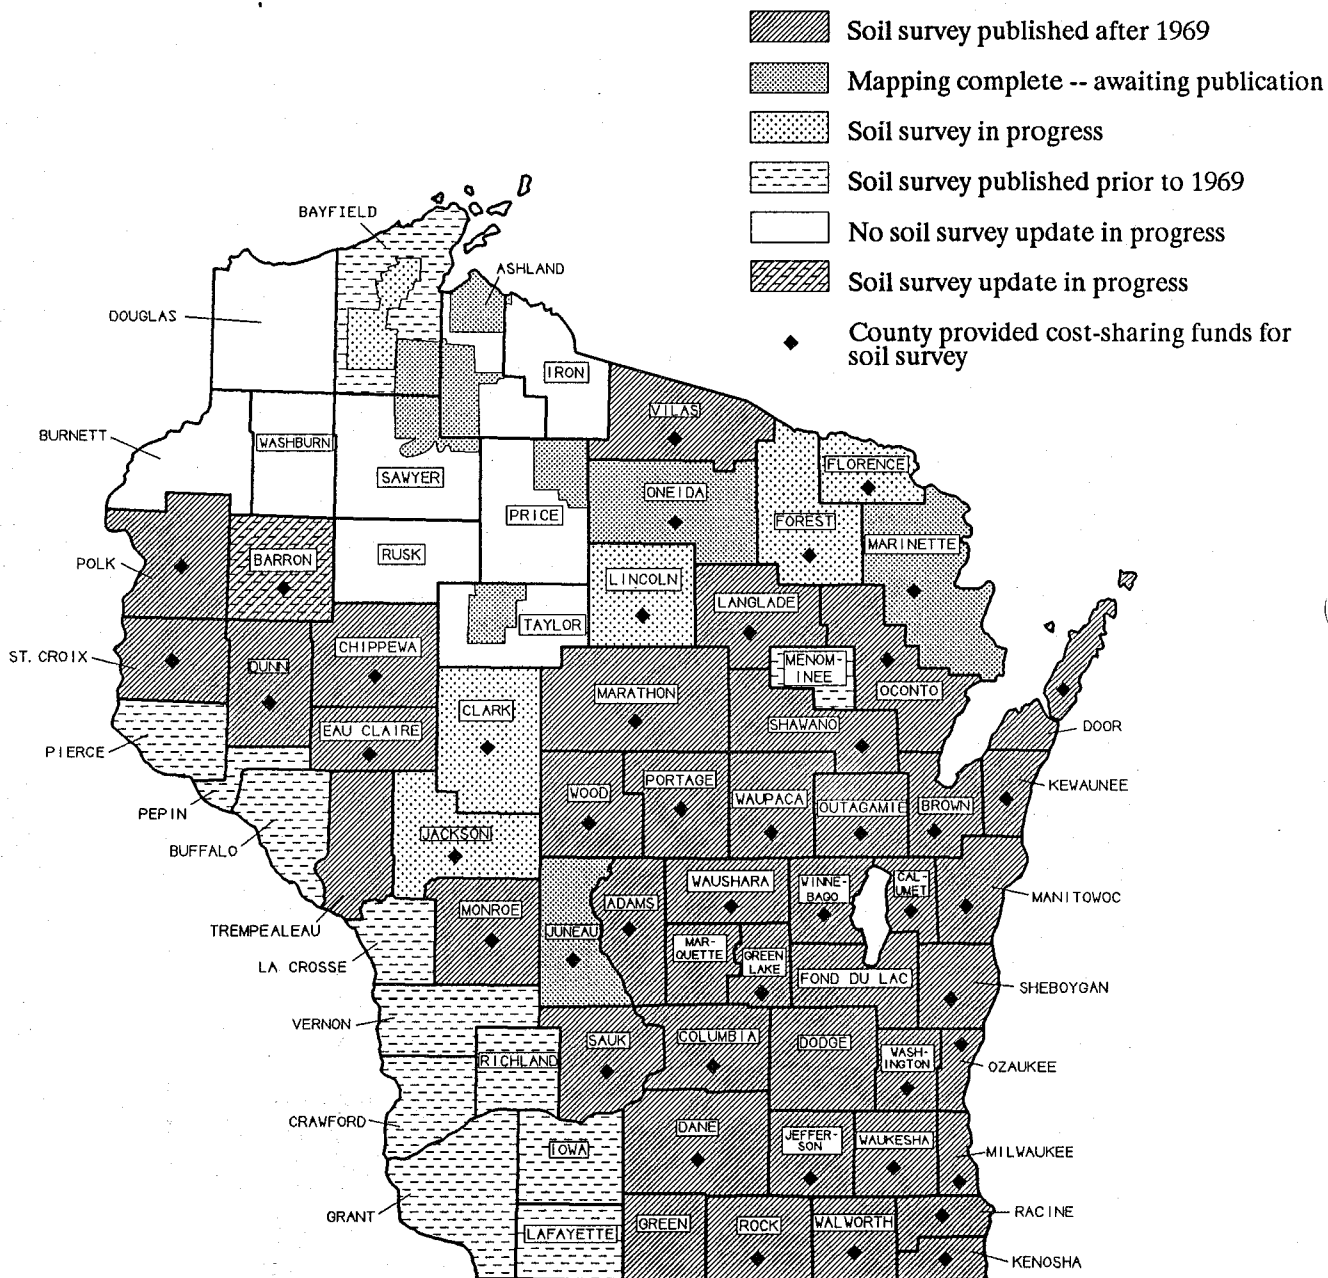 Soil survey published after 1969
Mapping complete -- awaiting publication
Soil survey in progress
Soil survey published prior to 1969
No soil survey update in progress
Soil survey update in progress
County provided cost-sharing funds for
soil survey
BAYFIELD
ASHLAND
DOUGLAS
IRON
VILAS
BURNETT
WASHBURN
SAWYER
FLORENCE
ONEIDA
PRICE
FOREST
MARINETTE
RUSK
POLK
BARRON
LINCOLN
LANGLADE
TAYLOR
CHIPPEWA
ST. CROIX
DUNN
MENOM-
INEE
MARATHON
OCONTO
CLARK
SHAWANO
EAU CLAIRE
DOOR
PIERCE
PORTAGE
KEWAUNEE
WOOD
WAUPACA
OUTAGAMIE
BROWN
PEPIN
JACKSON
BUFFALO
WAUSHARA
WINNE-
BAGO
CAL-
UMET
MANITOWOC
MONROE
ADAMS
TREMPEALEAU
JUNEAU
MAR-
QUETTE
GREEN
LAKE
LA CROSSE
FOND DU LAC
SHEBOYGAN
VERNON
SAUK
COLUMBIA
DODGE
RICHLAND
WASH-
INGTON
OZAUKEE
CRAWFORD
DANE
JEFFER-
SON
WAUKESHA
IOWA
MILWAUKEE
GRANT
RACINE
LAFAYETTE
GREEN
ROCK
WALWORTH
KENOSHA